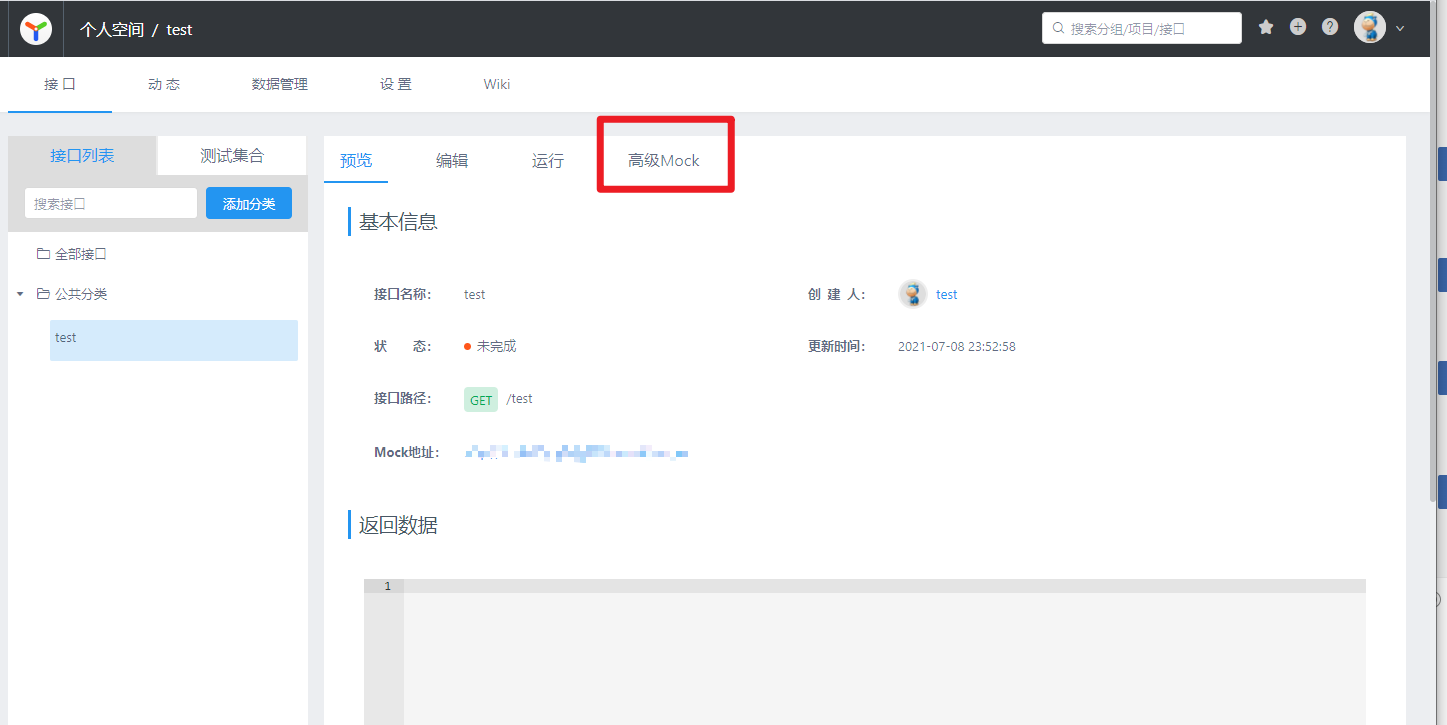 个人空间 / test
搜索分组/项目/接口
接口 动态 数据管理 设置 Wiki
接口列表 测试集合
搜索接口 添加分类
全部接口
公共分类
test
预览 编辑 运行 高级Mock
基本信息
接口名称： test 创建人： test
状态： 未完成 更新时间： 2021-07-08 23:52:58
接口路径： GET /test
Mock地址：
返回数据
1